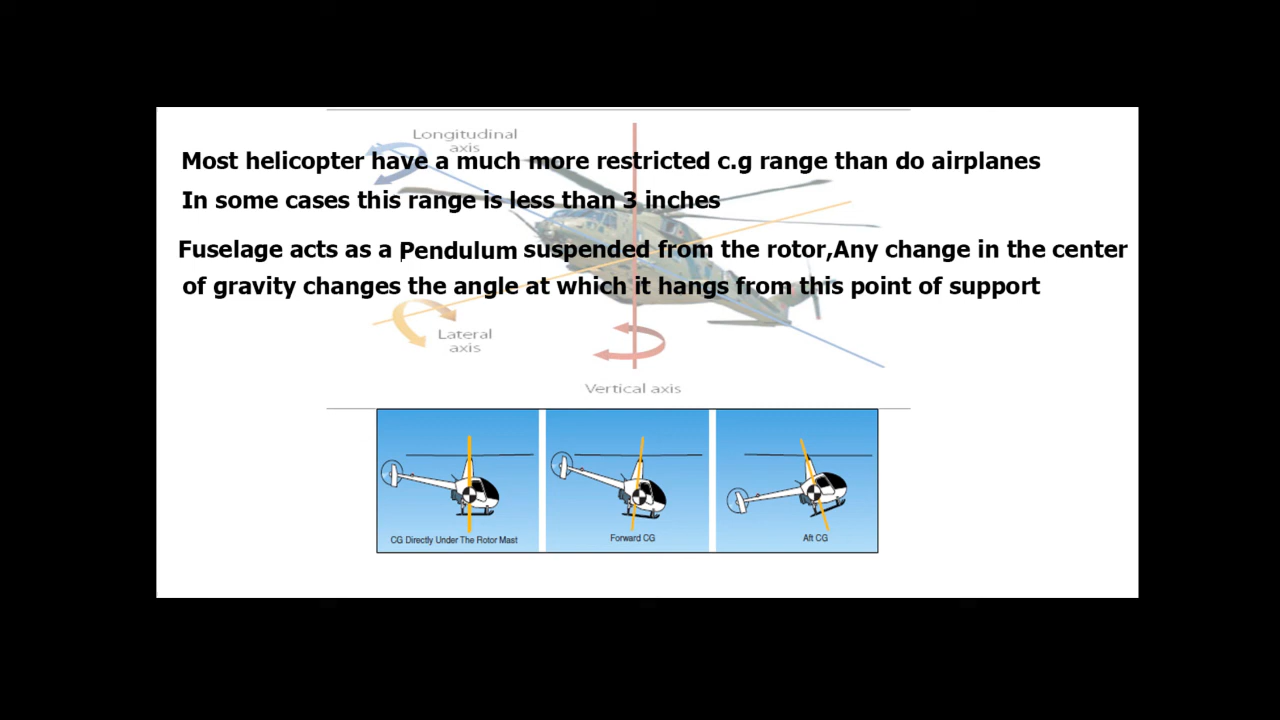 Longitudinal
axis
Most helicopter have a much more restricted c.g range than do airplanes
In some cases this range is less than 3 inches
Fuselage acts as a Pendulum suspended from the rotor,Any change in the center
of gravity changes the angle at which it hangs from this point of support
Lateral
axis
Vertical axis
CG Directly Under The Rotor Mast
Forward CG
Aft CG